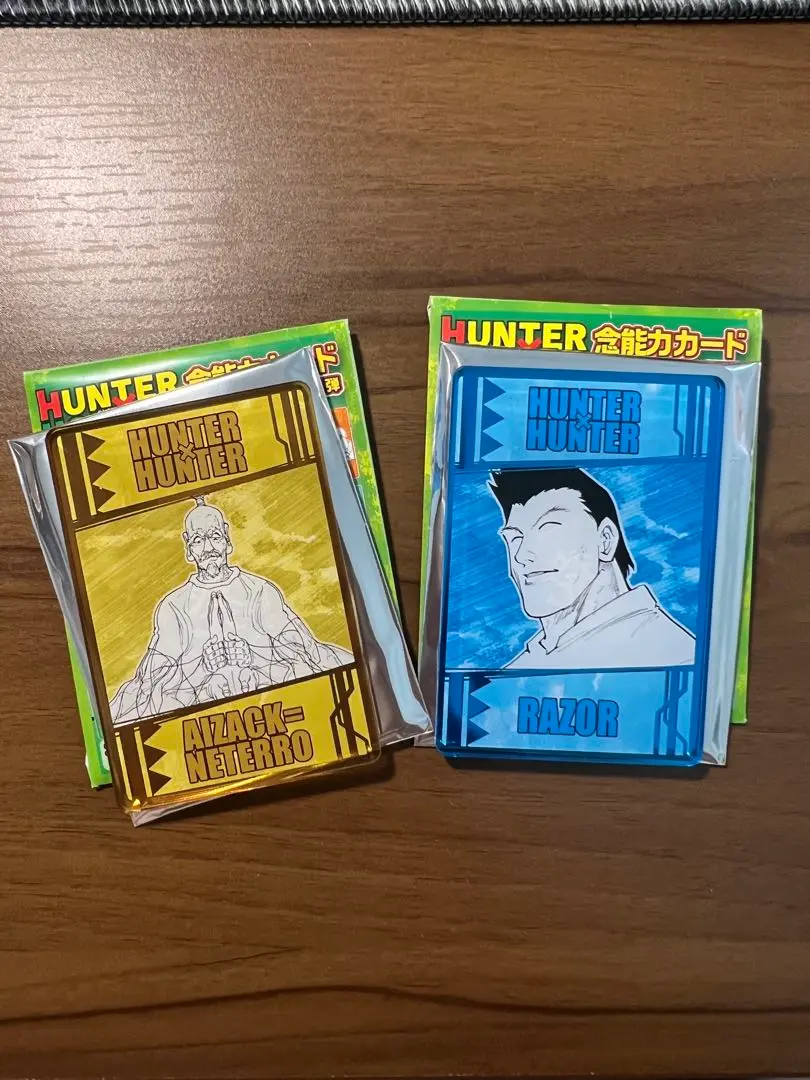 HUNTER
念能力カード
弾
HUNTER
×
HUNTER
AIZACK=
NETERRO
HUNTER 念能力カード
HUNTER
×
HUNTER
RAZOR